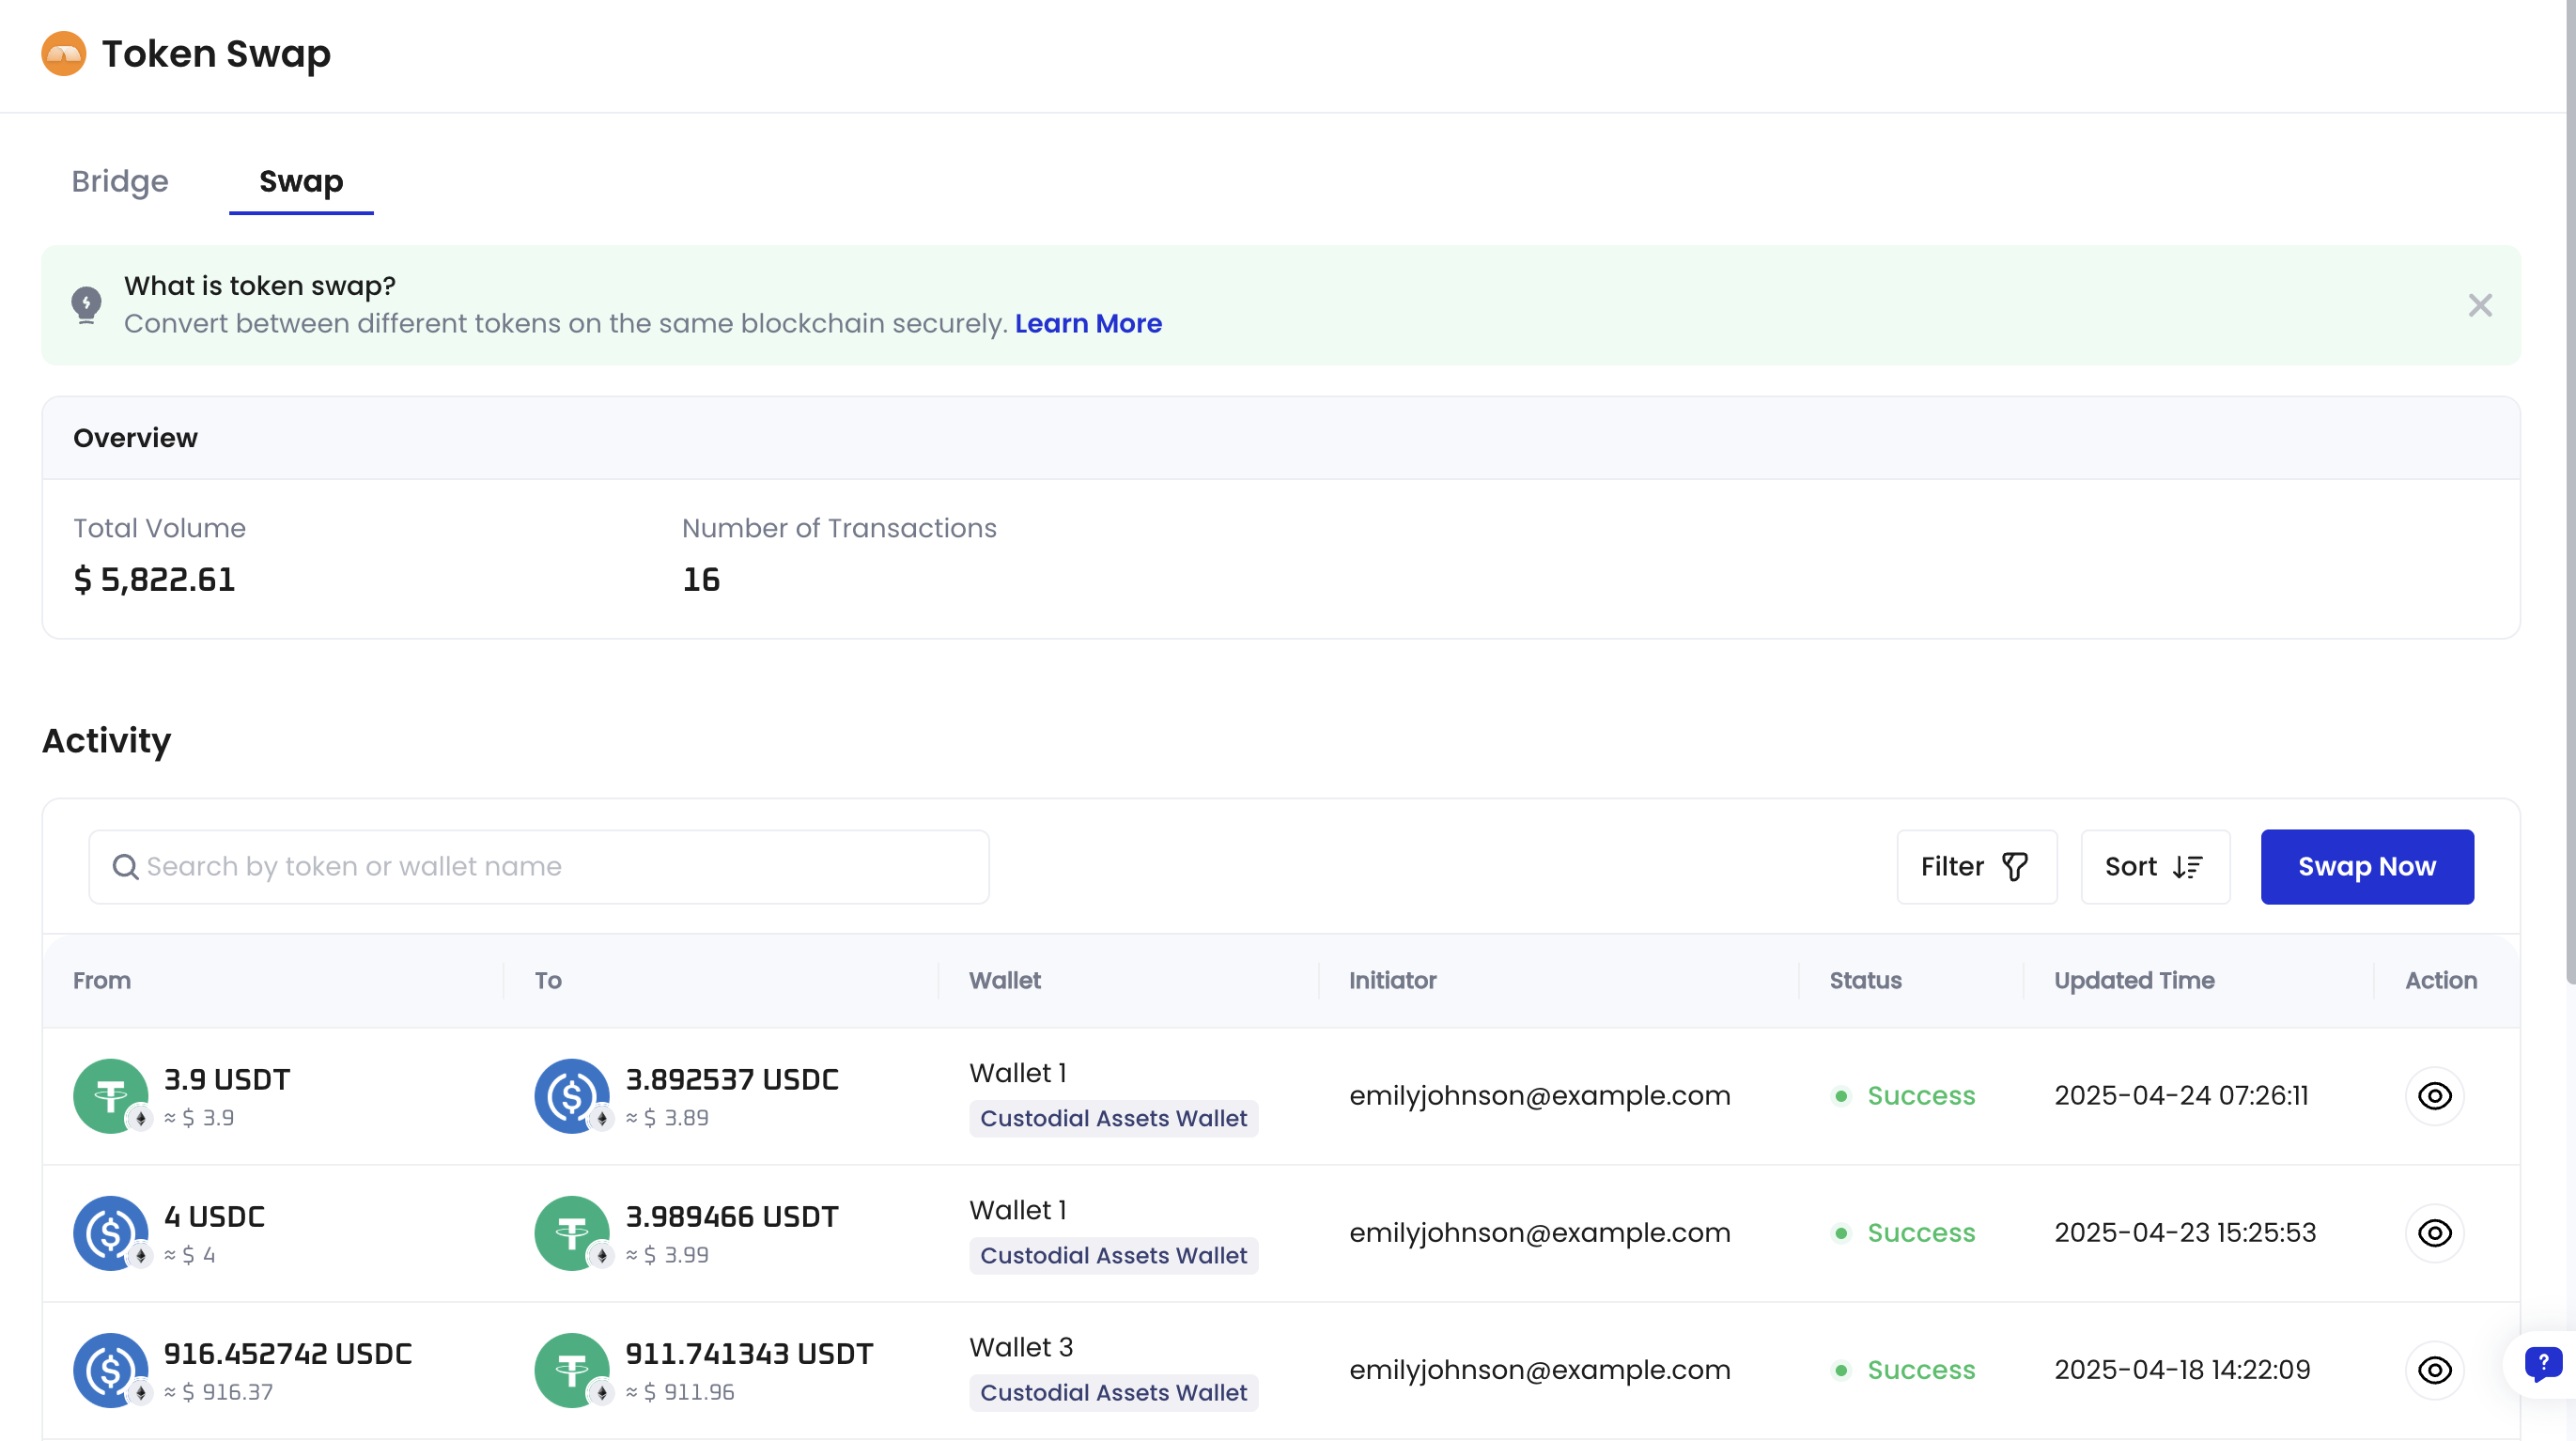 Token Swap
Bridge
Swap
What is token swap?
Convert between different tokens on the same blockchain securely. Learn More
Overview
Total Volume
Number of Transactions
$ 5,822.61
16
Activity
Search by token or wallet name
Filter
Sort
Swap Now
From To Wallet Initiator Status Updated Time Action
3.9 USDT
≈ $ 3.9
3.892537 USDC
≈ $ 3.89
Wallet 1
Custodial Assets Wallet
emilyjohnson@example.com
Success
2025-04-24 07:26:11
4 USDC
≈ $ 4
3.989466 USDT
≈ $ 3.99
Wallet 1
Custodial Assets Wallet
emilyjohnson@example.com
Success
2025-04-23 15:25:53
916.452742 USDC
≈ $ 916.37
911.741343 USDT
≈ $ 911.96
Wallet 3
Custodial Assets Wallet
emilyjohnson@example.com
Success
2025-04-18 14:22:09